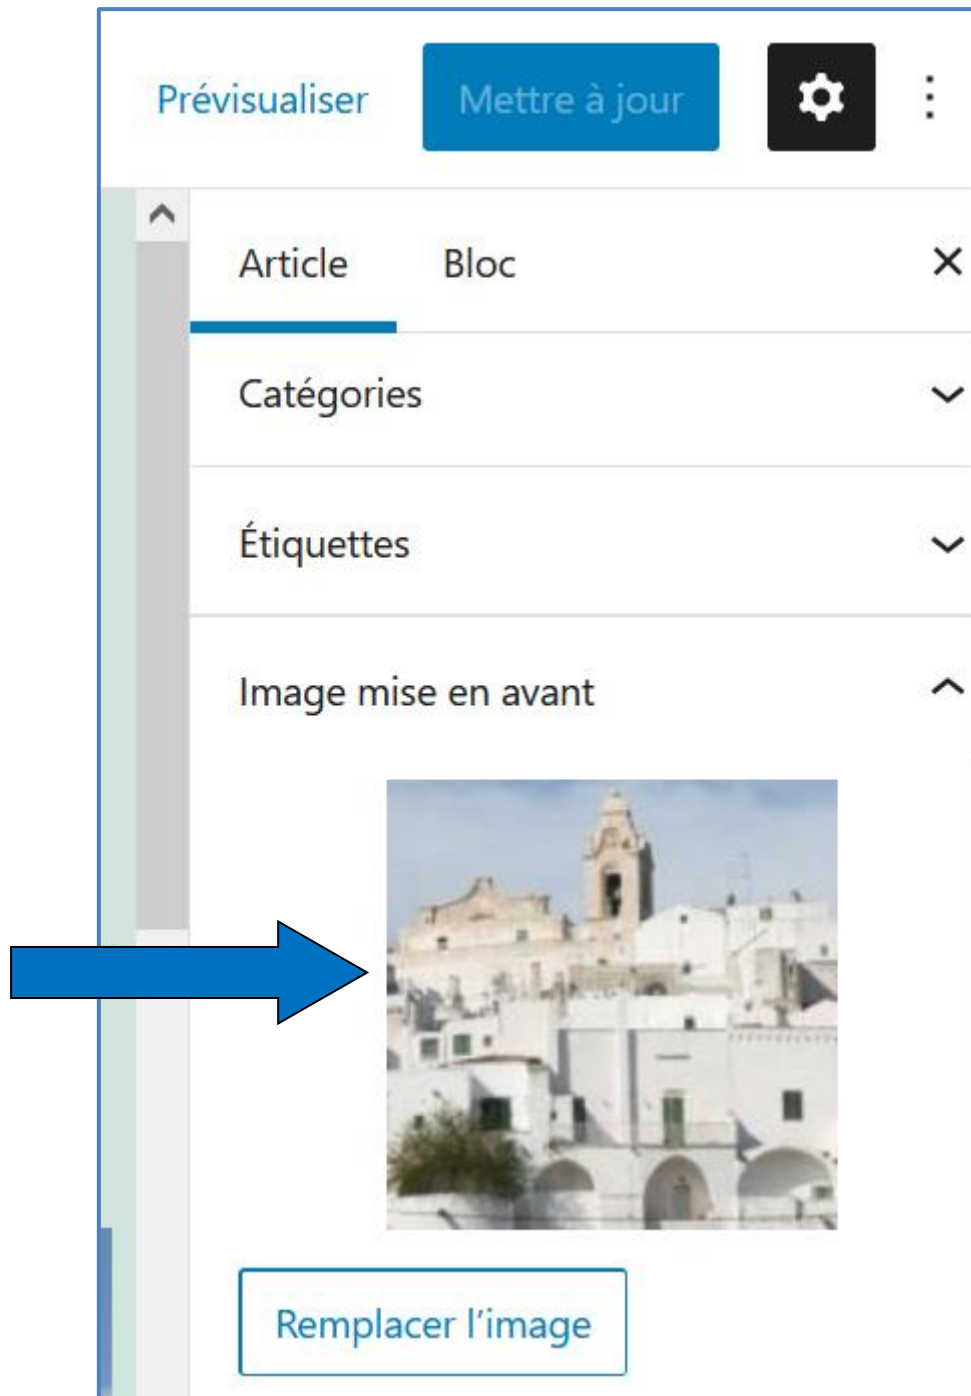 Prévisualiser Mettre à jour
Article Bloc
Catégories
Étiquettes
Image mise en avant
Remplacer l’image